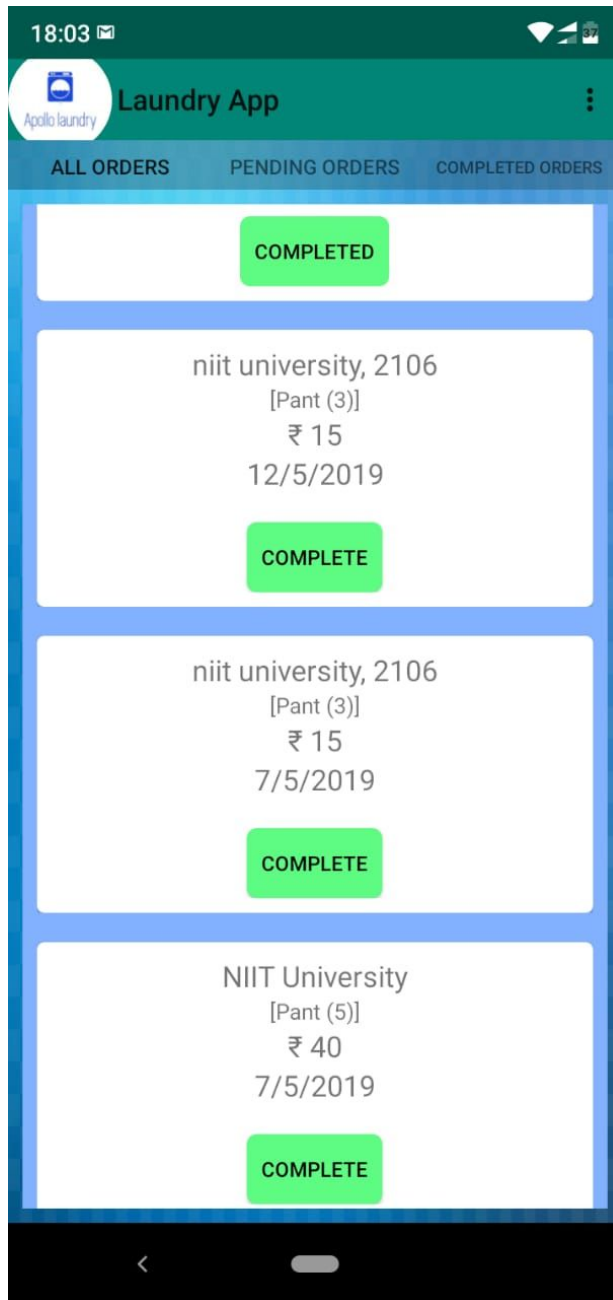 18:03
37
Apollo laundry
Laundry App
ALL ORDERS PENDING ORDERS COMPLETED ORDERS
COMPLETED
niit university, 2106
[Pant (3)]
₹ 15
12/5/2019
COMPLETE
niit university, 2106
[Pant (3)]
₹ 15
7/5/2019
COMPLETE
NIIT University
[Pant (5)]
₹ 40
7/5/2019
COMPLETE